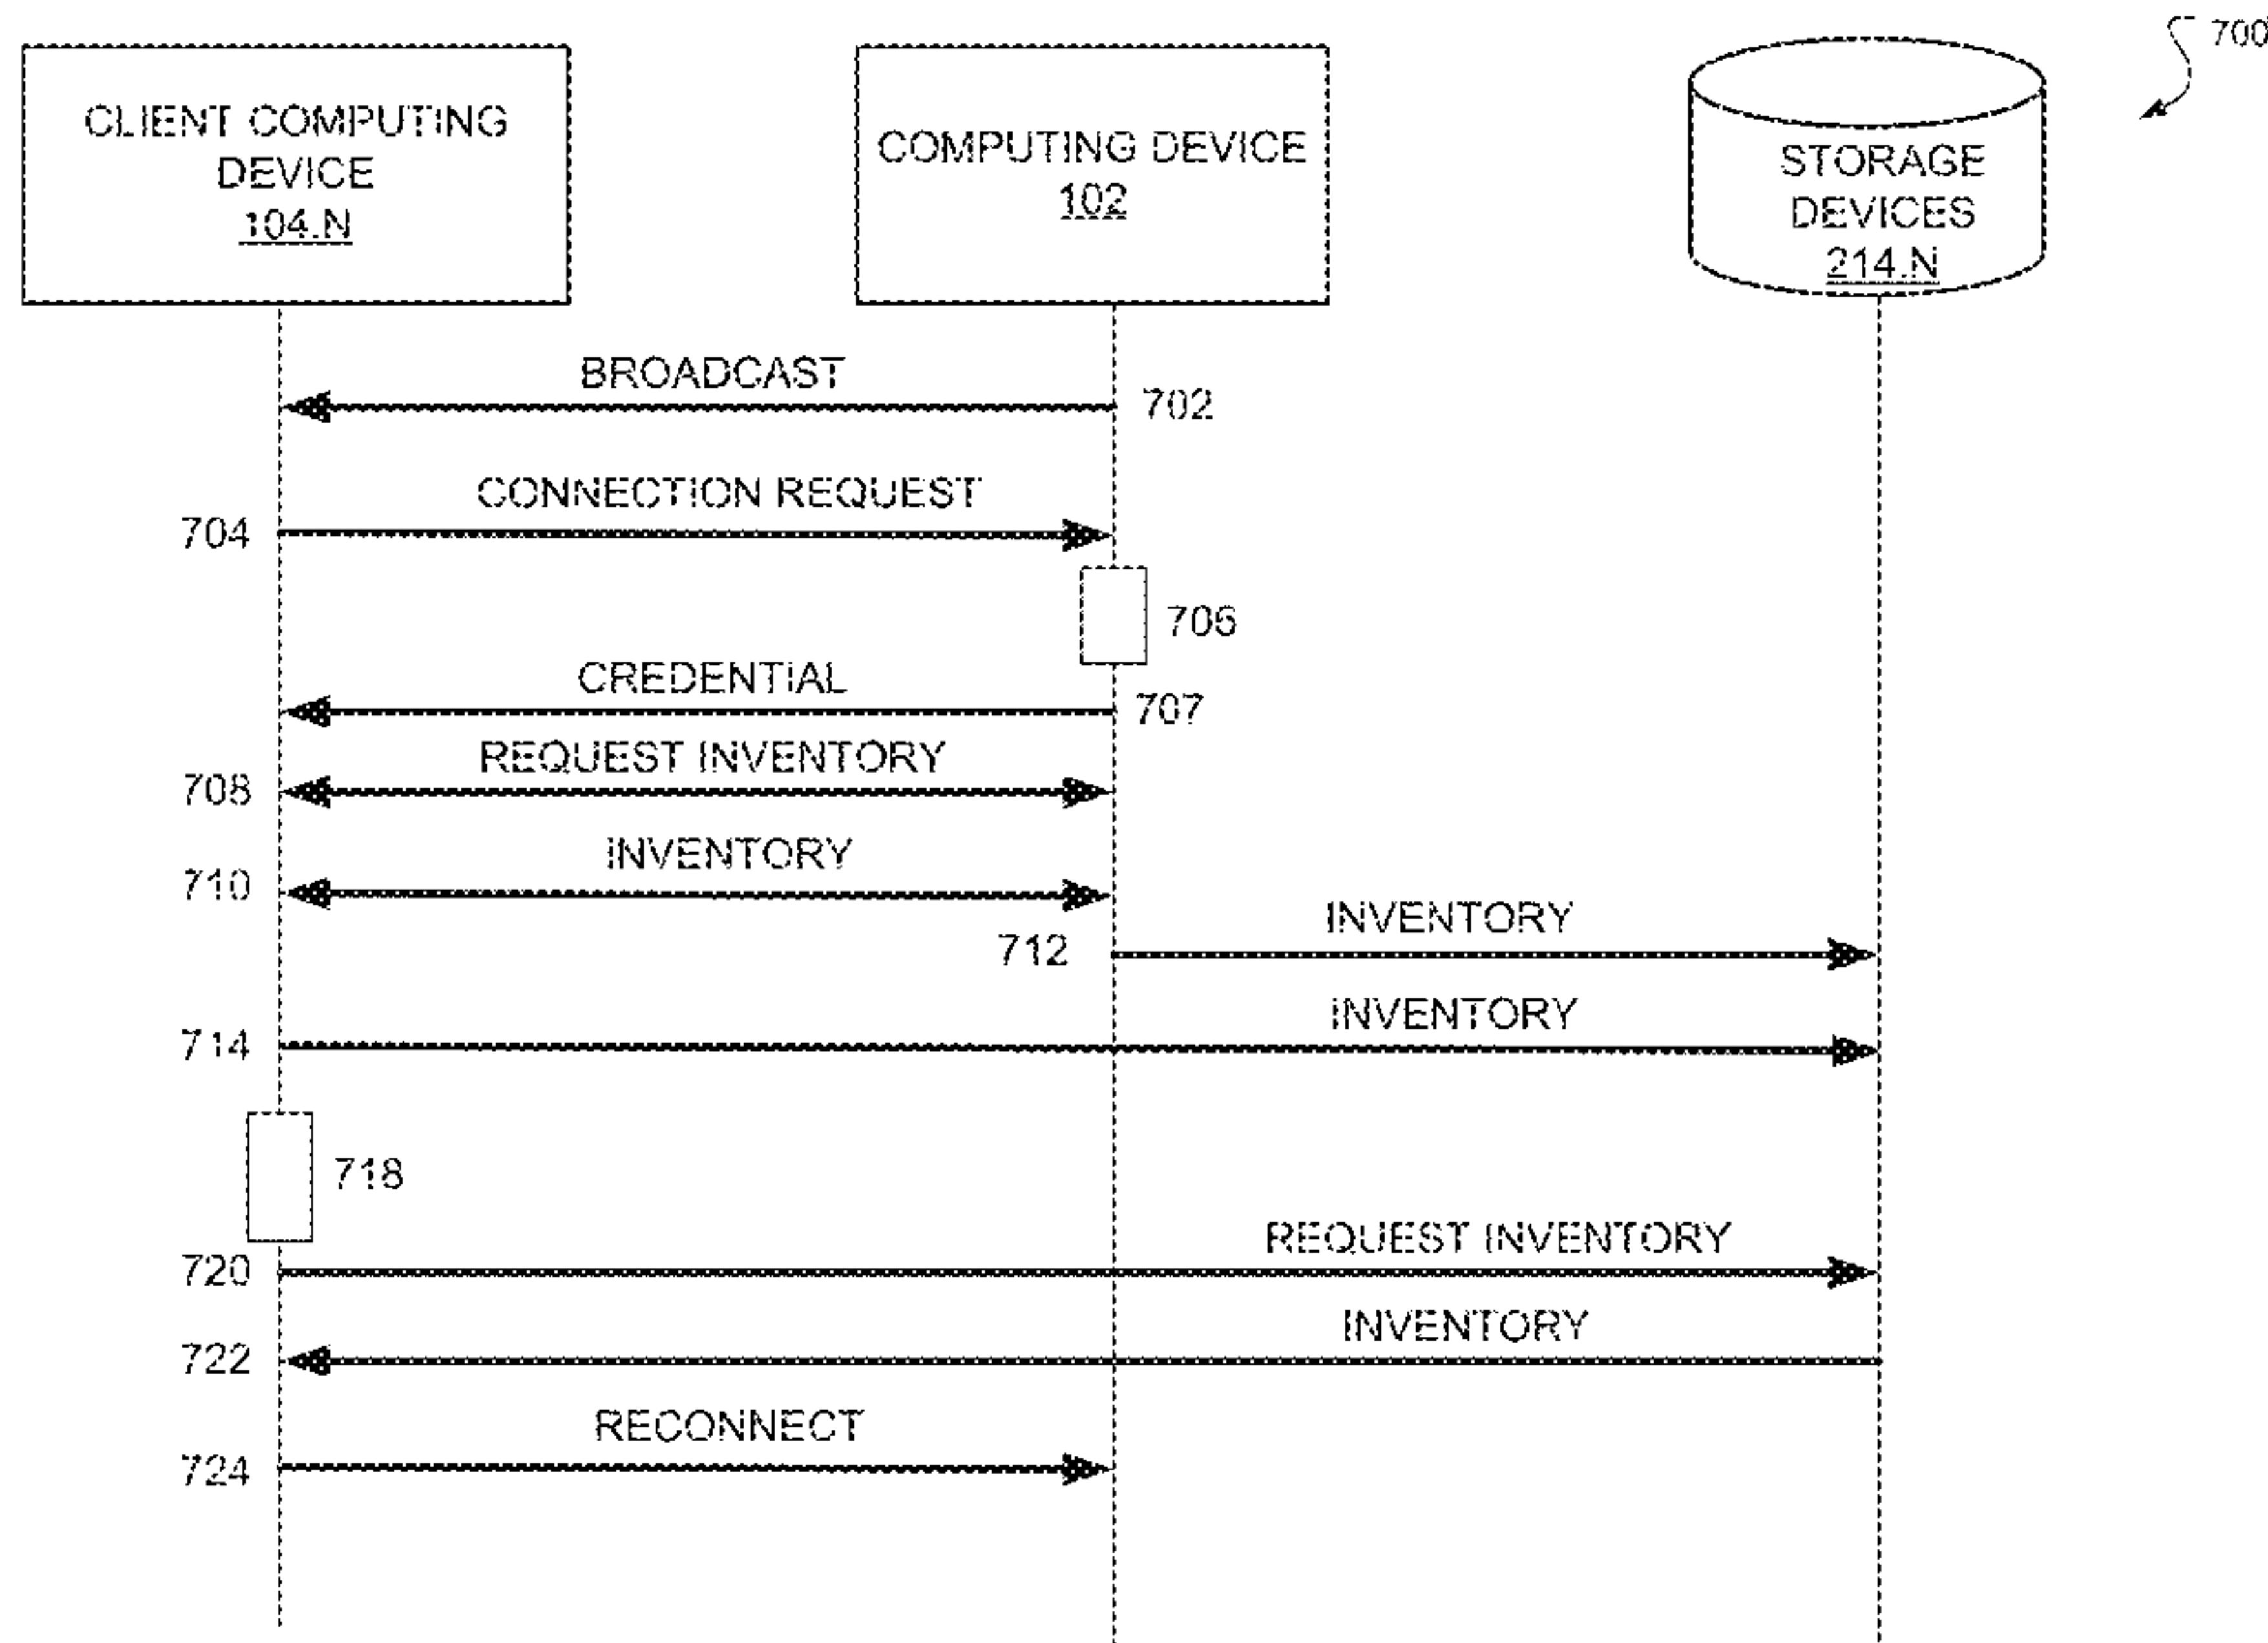 700
CLIENT COMPUTING
DEVICE
104.N
COMPUTING DEVICE
102
STORAGE
DEVICES
214.N
BROADCAST
702
CONNECTION REQUEST
704
706
CREDENTIAL
707
REQUEST INVENTORY
708
INVENTORY
710
INVENTORY
712
INVENTORY
714
718
REQUEST INVENTORY
720
INVENTORY
722
RECONNECT
724